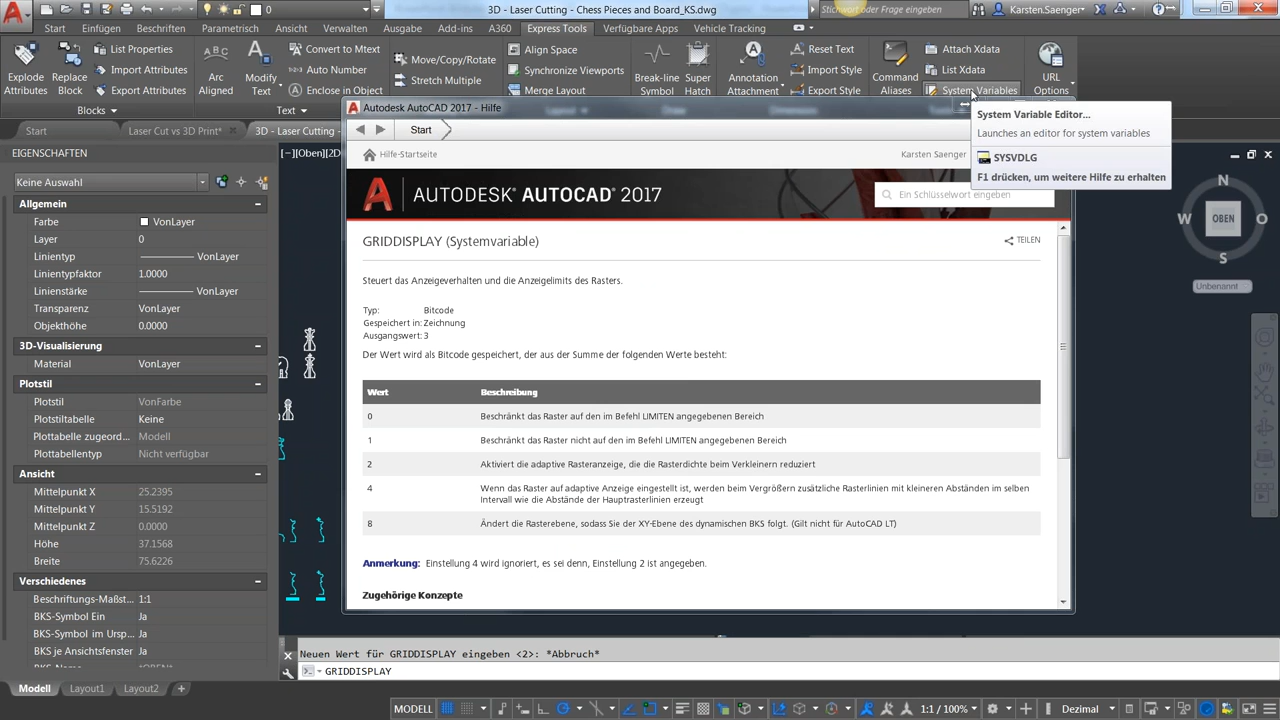 3D - Laser Cutting - Chess Pieces and Board_KS.dwg
Stichwort oder Frage eingeben
Karsten.Saenger
0
Start
Einfügen
Beschriften
Parametrisch
Ansicht
Verwalten
Ausgabe
Add-ins
A360
Express Tools
Verfügbare Apps
Vehicle Tracking
Explode Attributes
Replace Block
List Properties
Import Attributes
Export Attributes
Blocks
Arc Aligned
Modify Text
Convert to Mtext
Auto Number
Enclose in Object
Text
Move/Copy/Rotate
Stretch Multiple
Align Space
Synchronize Viewports
Merge Layout
Layout
Break-line Symbol
Super Hatch
Draw
Annotation Attachment
Reset Text
Import Style
Export Style
Dimension
Command Aliases
Attach Xdata
List Xdata
System Variables
URL Options
System Variable Editor...
Launches an editor for system variables
SYSVDLG
F1 drücken, um weitere Hilfe zu erhalten
Start
Laser Cut vs 3D Print*
3D - Laser Cutting -
[−][Oben][2D
EIGENSCHAFTEN
Keine Auswahl
Allgemein
Farbe VonLayer
Layer 0
Linientyp VonLayer
Linientypfaktor 1.0000
Linienstärke VonLayer
Transparenz VonLayer
Objekthöhe 0.0000
3D-Visualisierung
Material VonLayer
Plotstil
Plotstil VonFarbe
Plotstiltabelle Keine
Plottabelle zugeord... Modell
Plottabellentyp Nicht verfügbar
Ansicht
Mittelpunkt X 25.2395
Mittelpunkt Y 15.5192
Mittelpunkt Z 0.0000
Höhe 37.1568
Breite 75.6226
Verschiedenes
Beschriftungs-Maßst... 1:1
BKS-Symbol Ein Ja
BKS-Symbol im Ursp... Ja
BKS je Ansichtsfenster Ja
Autodesk AutoCAD 2017 - Hilfe
Start
Hilfe-Startseite
Karsten Saenger
AUTODESK® AUTOCAD® 2017
Ein Schlüsselwort eingeben
GRIDDISPLAY (Systemvariable)
TEILEN
Steuert das Anzeigeverhalten und die Anzeigelimits des Rasters.
Typ: Bitcode
Gespeichert in: Zeichnung
Ausgangswert: 3
Der Wert wird als Bitcode gespeichert, der aus der Summe der folgenden Werte besteht:
Wert Beschreibung
0 Beschränkt das Raster auf den im Befehl LIMITEN angegebenen Bereich
1 Beschränkt das Raster nicht auf den im Befehl LIMITEN angegebenen Bereich
2 Aktiviert die adaptive Rasteranzeige, die die Rasterdichte beim Verkleinern reduziert
4 Wenn das Raster auf adaptive Anzeige eingestellt ist, werden beim Vergrößern zusätzliche Rasterlinien mit kleineren Abständen im selben
Intervall wie die Abstände der Hauptrasterlinien erzeugt
8 Ändert die Rasterebene, sodass Sie der XY-Ebene des dynamischen BKS folgt. (Gilt nicht für AutoCAD LT)
Anmerkung: Einstellung 4 wird ignoriert, es sei denn, Einstellung 2 ist angegeben.
Zugehörige Konzepte
N
W OBEN O
S
Unbenannt
Neuen Wert für GRIDDISPLAY eingeben <2>: *Abbruch*
GRIDDISPLAY
Modell
Layout1
Layout2
+
MODELL
1:1 / 100%
Dezimal